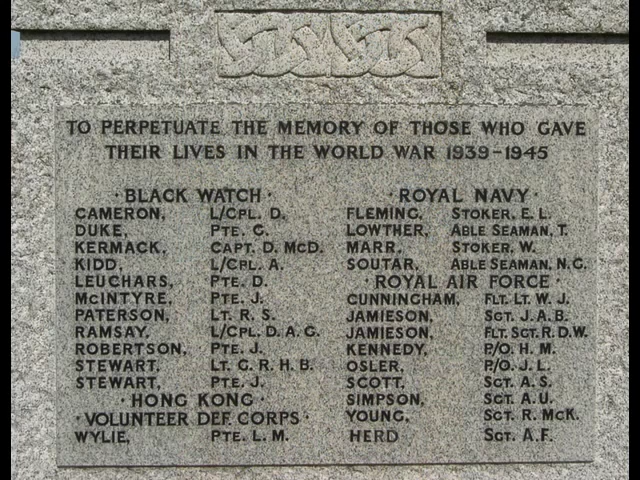 TO PERPETUATE THE MEMORY OF THOSE WHO GAVE
THEIR LIVES IN THE WORLD WAR 1939-1945
· BLACK WATCH ·
CAMERON, L/CPL. D.
DUKE, PTE. G.
KERMACK, CAPT. D. MCD.
KIDD, L/CPL. A.
LEUCHARS, PTE. D.
MCINTYRE, PTE. J.
PATERSON, LT. R. S.
RAMSAY, L/CPL. D. A. G.
ROBERTSON, PTE. J.
STEWART, LT. G. R. H. B.
STEWART, PTE. J.
· HONG KONG ·
· VOLUNTEER DEF. CORPS ·
WYLIE, PTE. L. M.
· ROYAL NAVY ·
FLEMING, STOKER, E. L.
LOWTHER, ABLE SEAMAN, T.
MARR, STOKER, W.
SOUTAR, ABLE SEAMAN, N.G.
· ROYAL AIR FORCE ·
CUNNINGHAM, FLT. LT. W. J.
JAMIESON, SGT. J. A. B.
JAMIESON, FLT. SGT. R. D.W.
KENNEDY, P/O. H. M.
OSLER, P/O. J. L.
SCOTT, SGT. A. S.
SIMPSON, SGT. A. U.
YOUNG, SGT. R. MCK.
HERD SGT. A.F.